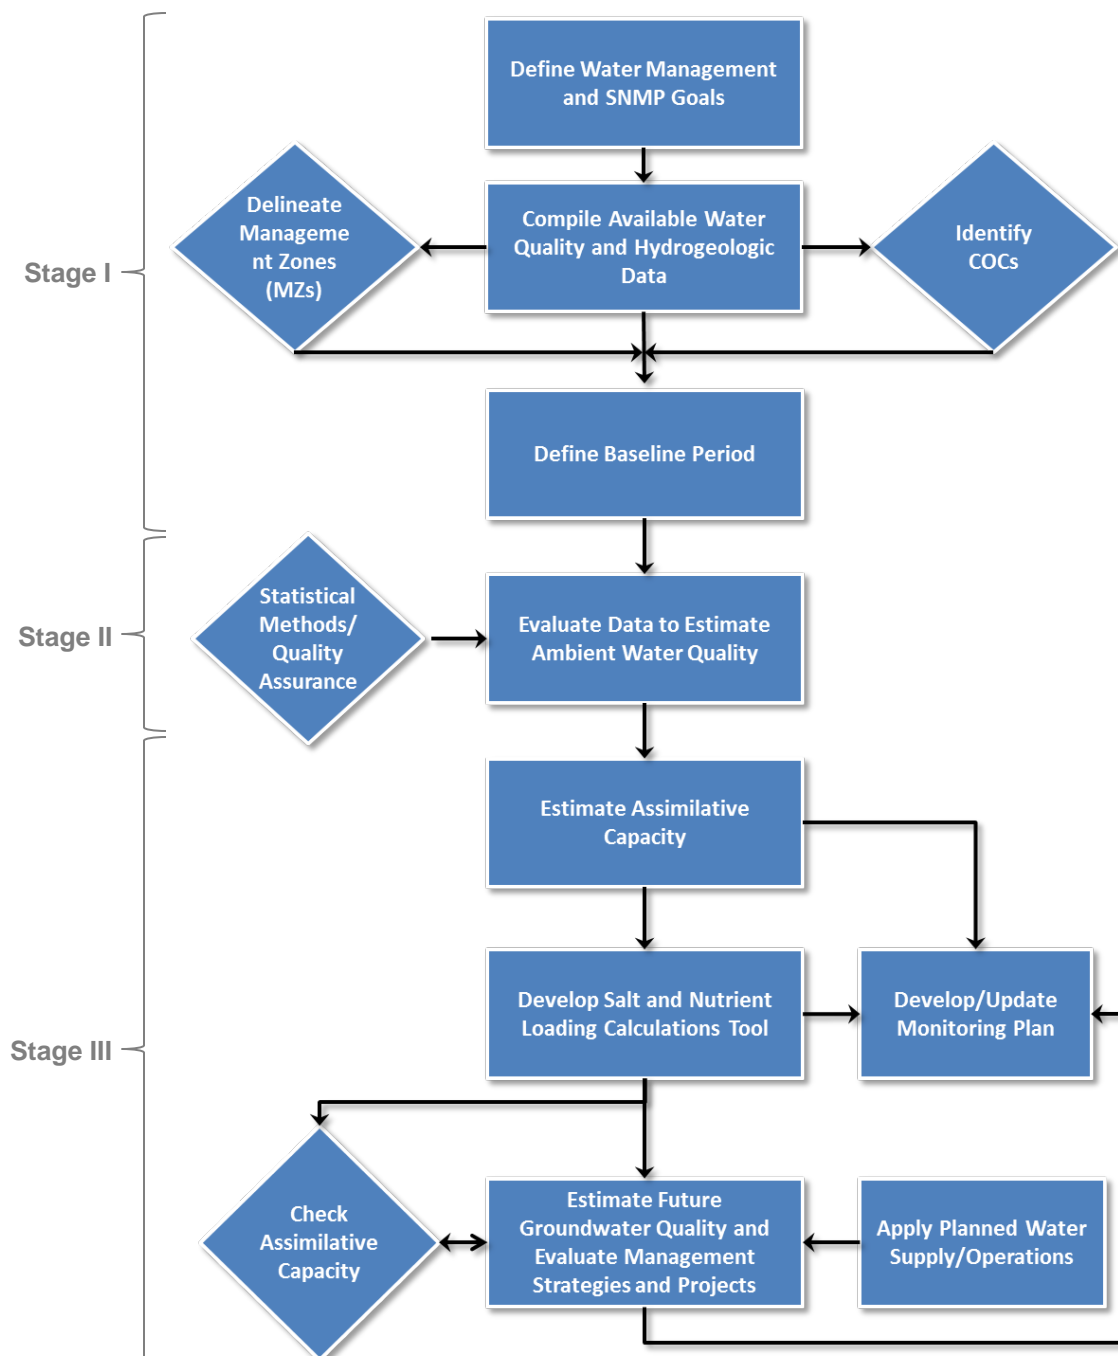 Define Water Management
and SNMP Goals
Delineate
Manageme
nt Zones
(MZs)
Compile Available Water
Quality and Hydrogeologic
Data
Identify
COCs
Stage I
Define Baseline Period
Stage II
Statistical
Methods/
Quality
Assurance
Evaluate Data to Estimate
Ambient Water Quality
Estimate Assimilative
Capacity
Develop Salt and Nutrient
Loading Calculations Tool
Develop/Update
Monitoring Plan
Stage III
Check
Assimilative
Capacity
Estimate Future
Groundwater Quality and
Evaluate Management
Strategies and Projects
Apply Planned Water
Supply/Operations